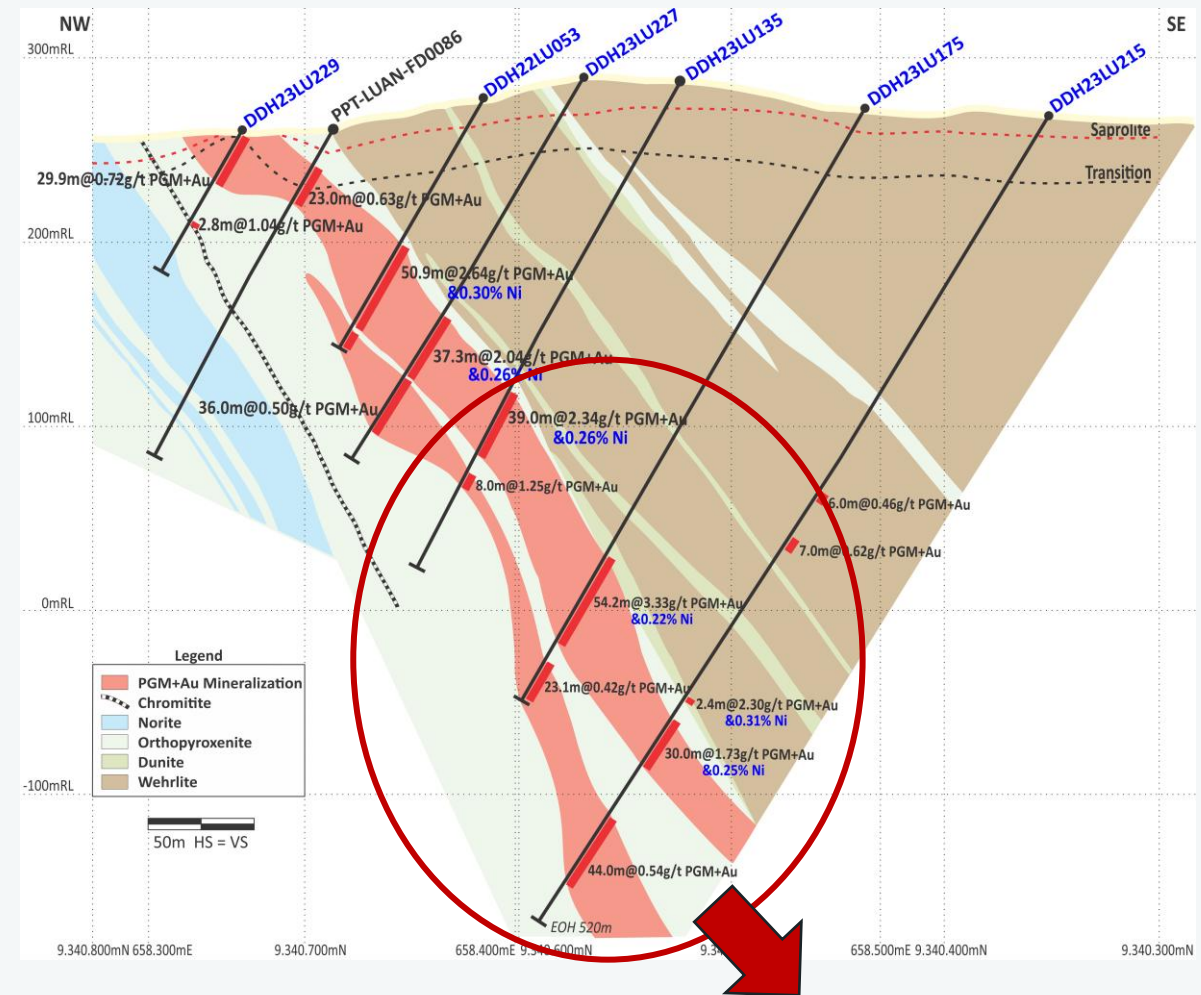 NW
SE
300mRL
200mRL
100mRL
0mRL
-100mRL
DDH23LU229
PPT-LUAN-FD0086
DDH22LU053
DDH23LU227
DDH23LU135
DDH23LU175
DDH23LU215
Saprolite
Transition
29.9m@0.72g/t PGM+Au
2.8m@1.04g/t PGM+Au
23.0m@0.63g/t PGM+Au
50.9m@2.64g/t PGM+Au
&0.30% Ni
37.3m@2.04g/t PGM+Au
&0.26% Ni
36.0m@0.50g/t PGM+Au
39.0m@2.34g/t PGM+Au
&0.26% Ni
8.0m@1.25g/t PGM+Au
6.0m@0.46g/t PGM+Au
7.0m@0.62g/t PGM+Au
54.2m@3.33g/t PGM+Au
&0.22% Ni
23.1m@0.42g/t PGM+Au
2.4m@2.30g/t PGM+Au
&0.31% Ni
30.0m@1.73g/t PGM+Au
&0.25% Ni
44.0m@0.54g/t PGM+Au
EOH 520m
Legend
PGM+Au Mineralization
Chromitite
Norite
Orthopyroxenite
Dunite
Wehrlite
50m HS = VS
9.340.800mN 658.300mE 9.340.700mN 658.400mE 9.340.600mN 658.500mE 9.340.400mN 9.340.300mN